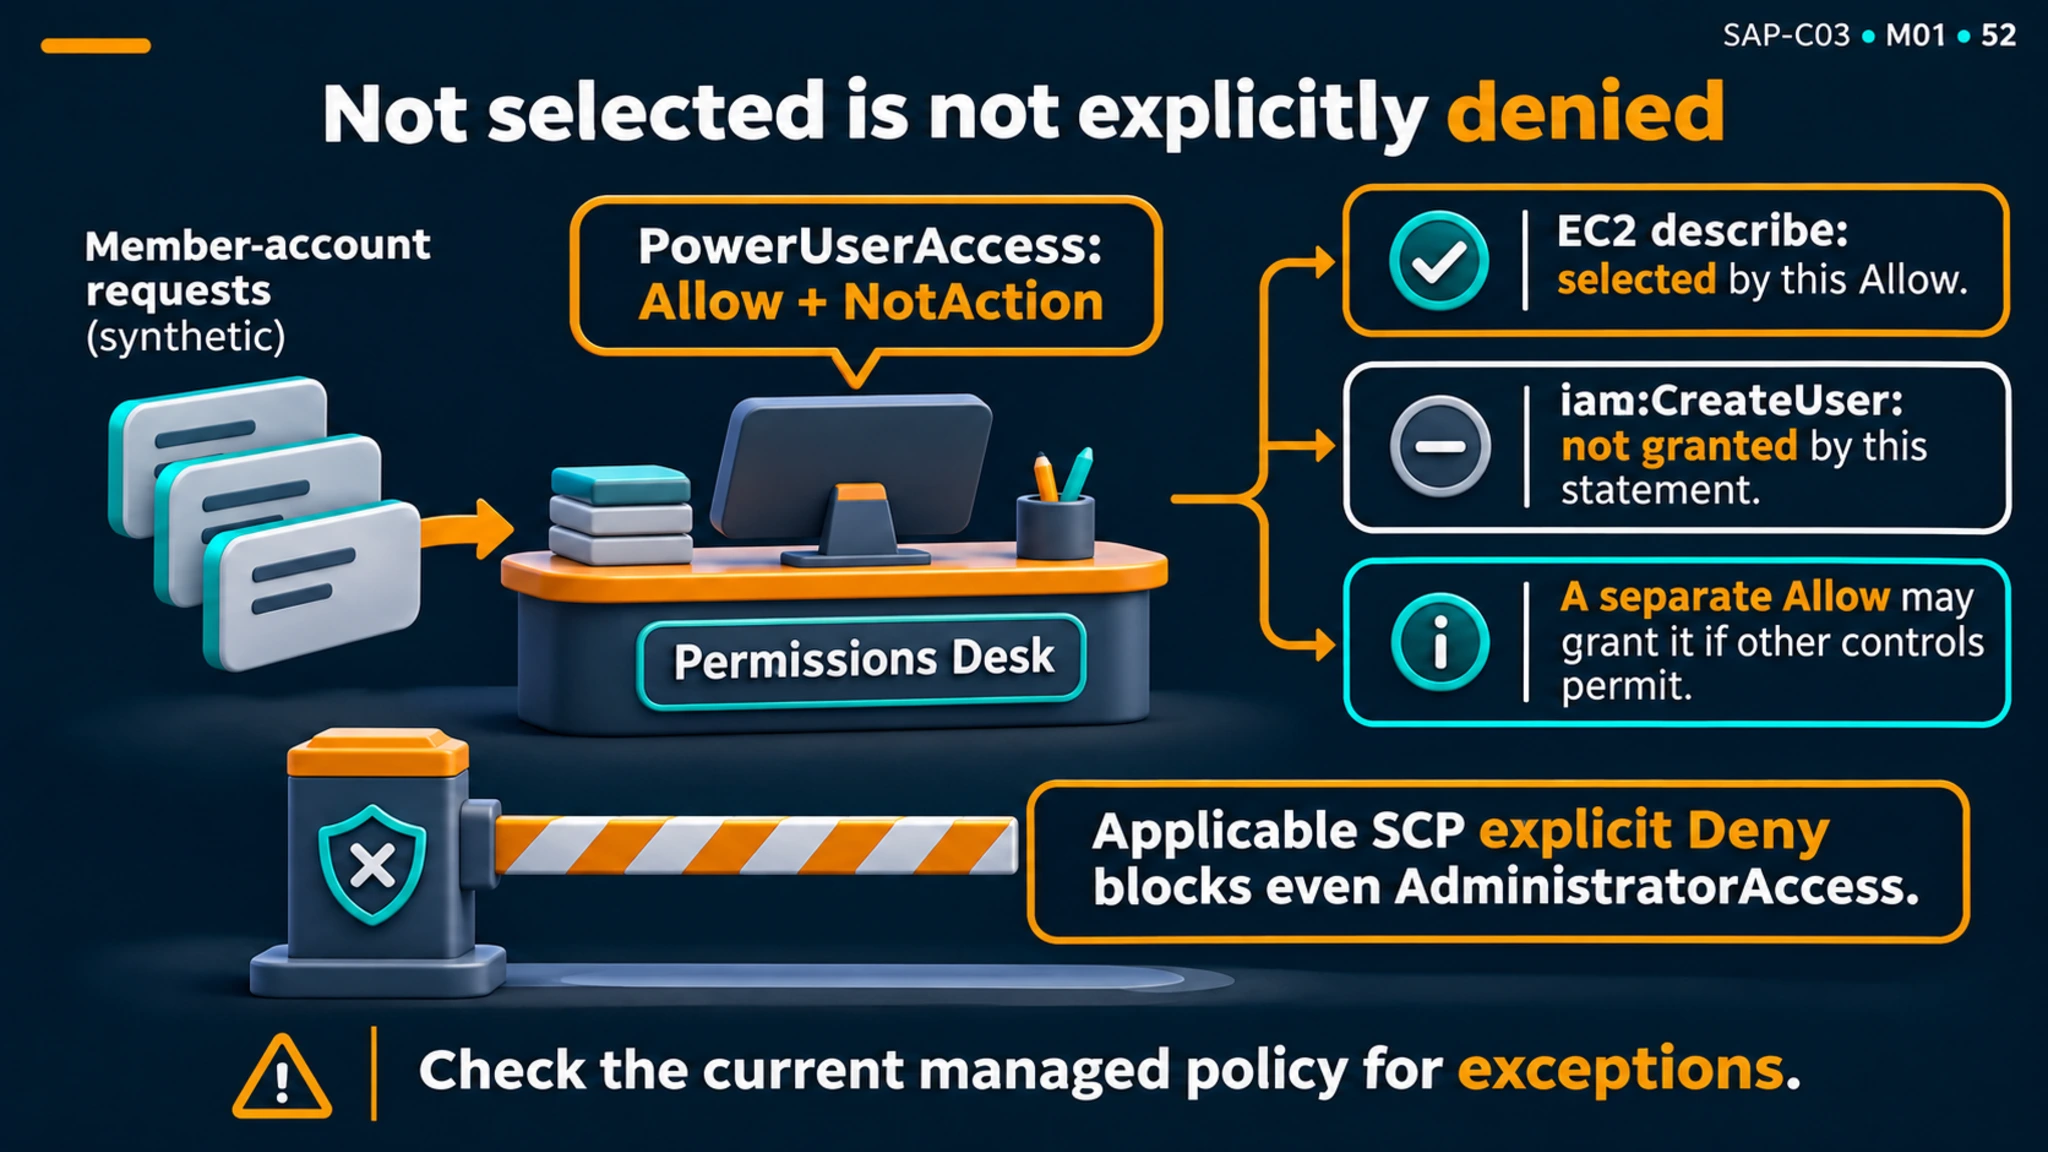 SAP-C03 • M01 • 52
Not selected is not explicitly denied
Member-account
requests
(synthetic)
PowerUserAccess:
Allow + NotAction
Permissions Desk
EC2 describe:
selected by this Allow.
iam:CreateUser:
not granted by this
statement.
A separate Allow may
grant it if other controls
permit.
Applicable SCP explicit Deny
blocks even AdministratorAccess.
Check the current managed policy for exceptions.